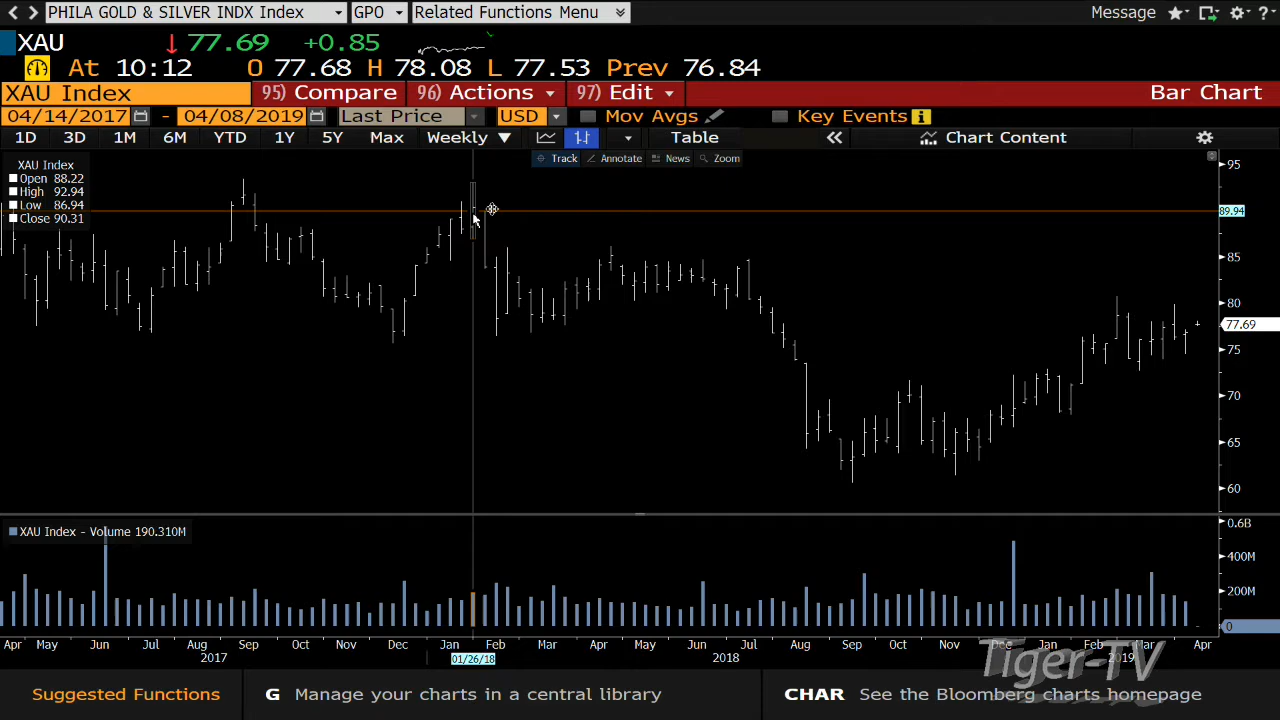 PHILA GOLD & SILVER INDX Index GPO Related Functions Menu Message ?
XAU 77.69 +0.85
At 10:12 O 77.68 H 78.08 L 77.53 Prev 76.84
XAU Index 95) Compare 96) Actions 97) Edit Bar Chart
04/14/2017 - 04/08/2019 Last Price USD Mov Avgs Key Events i
1D 3D 1M 6M YTD 1Y 5Y Max Weekly Table Chart Content
Track Annotate News Zoom
XAU Index
Open 88.22
High 92.94
Low 86.94
Close 90.31
95
89.94
85
80
77.69
75
70
65
60
XAU Index - Volume 190.310M
0.6B
400M
200M
0
Apr May Jun Jul Aug Sep Oct Nov Dec Jan Feb Mar Apr May Jun Jul Aug Sep Oct Nov Dec Jan Feb Mar Apr
2017 01/26/18 2018 2019
Tiger-TV
Suggested Functions G Manage your charts in a central library CHAR See the Bloomberg charts homepage